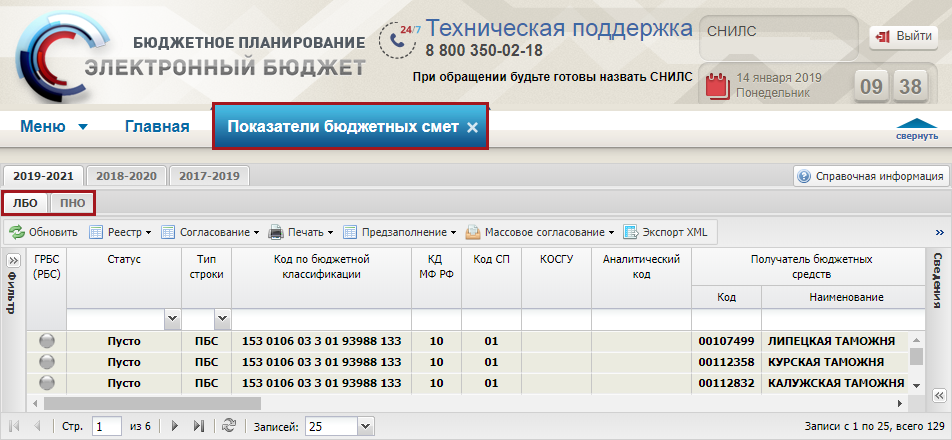 БЮДЖЕТНОЕ ПЛАНИРОВАНИЕ
ЭЛЕКТРОННЫЙ БЮДЖЕТ
24/7 Техническая поддержка
8 800 350-02-18
При обращении будьте готовы назвать СНИЛС
СНИЛС
Выйти
14 января 2019
Понедельник
09 38
Меню Главная Показатели бюджетных смет ×
свернуть
2019-2021 2018-2020 2017-2019 Справочная информация
ЛБО ПНО
Обновить Реестр Согласование Печать Предзаполнение Массовое согласование Экспорт XML »
Фильтр
ГРБС (РБС) Статус Тип строки Код по бюджетной классификации КД МФ РФ Код СП КОСГУ Аналитический код Получатель бюджетных средств
Код Наименование
Сведения
Пусто ПБС 153 0106 03 3 01 93988 133 10 01 00107499 ЛИПЕЦКАЯ ТАМОЖНЯ
Пусто ПБС 153 0106 03 3 01 93988 133 10 01 00112358 КУРСКАЯ ТАМОЖНЯ
Пусто ПБС 153 0106 03 3 01 93988 133 10 01 00112832 КАЛУЖСКАЯ ТАМОЖНЯ
Стр. 1 из 6 Записей: 25 Записи с 1 по 25, всего 129